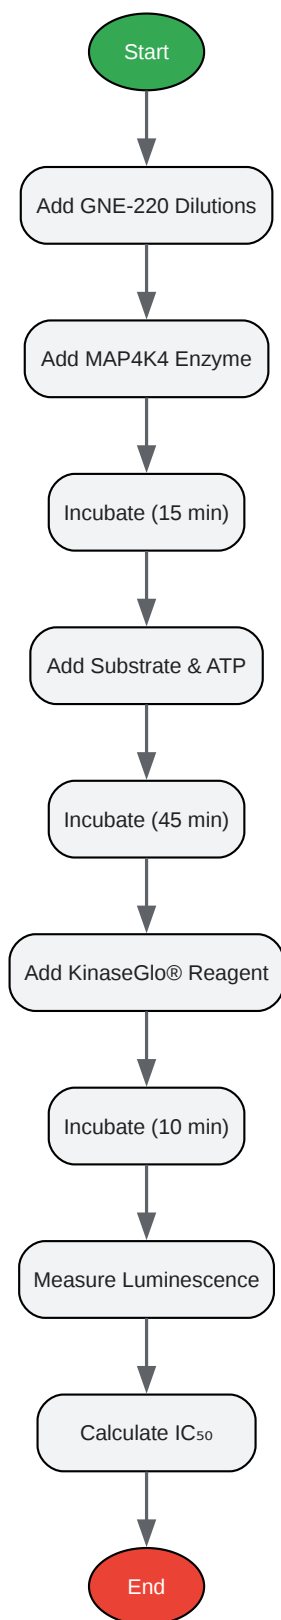 Start
Add GNE-220 Dilutions
Add MAP4K4 Enzyme
Incubate (15 min)
Add Substrate & ATP
Incubate (45 min)
Add KinaseGlo® Reagent
Incubate (10 min)
Measure Luminescence
Calculate IC₅₀
End